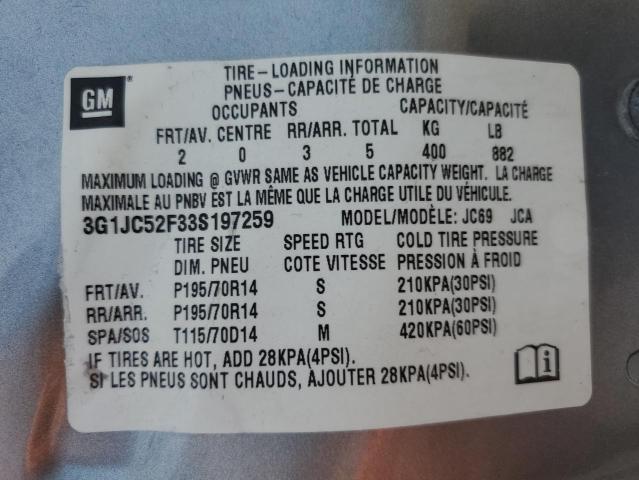 GM
TIRE-LOADING INFORMATION
PNEUS-CAPACITÉ DE CHARGE
OCCUPANTS CAPACITY/CAPACITÉ
FRT/AV. CENTRE RR/ARR. TOTAL KG LB
2 0 3 5 400 882
MAXIMUM LOADING @ GVWR SAME AS VEHICLE CAPACITY WEIGHT. LA CHARGE
MAXIMALE AU PNBV EST LA MÊME QUE LA CHARGE UTILE DU VÉHICULE.
3G1JC52F33S197259 MODEL/MODÈLE: JC69 JCA
TIRE SIZE SPEED RTG COLD TIRE PRESSURE
DIM. PNEU COTE VITESSE PRESSION À FROID
FRT/AV. P195/70R14 S 210KPA(30PSI)
RR/ARR. P195/70R14 S 210KPA(30PSI)
SPA/SOS T115/70D14 M 420KPA(60PSI)
IF TIRES ARE HOT, ADD 28KPA(4PSI).
SI LES PNEUS SONT CHAUDS, AJOUTER 28KPA(4PSI).